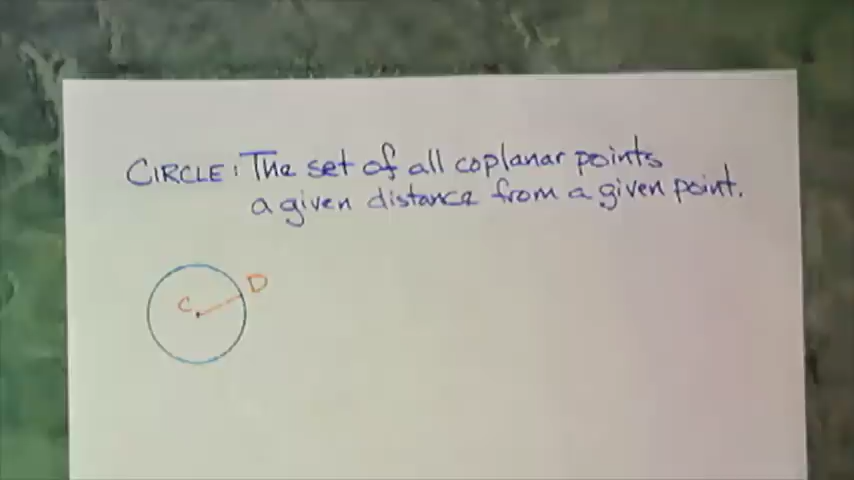 CIRCLE: The set of all coplanar points
a given distance from a given point.
D
C